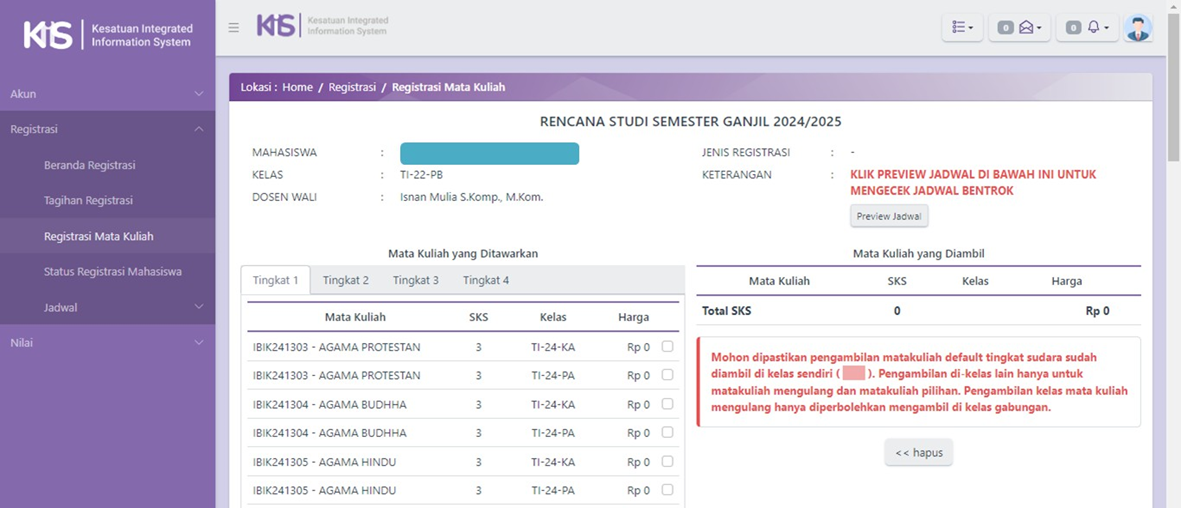 KIIS Kesatuan Integrated
Information System
KIIS Kesatuan Integrated
Information System
0
0
Akun
Registrasi
Beranda Registrasi
Tagihan Registrasi
Registrasi Mata Kuliah
Status Registrasi Mahasiswa
Jadwal
Nilai
Lokasi : Home / Registrasi / Registrasi Mata Kuliah
RENCANA STUDI SEMESTER GANJIL 2024/2025
MAHASISWA :
KELAS : TI-22-PB
DOSEN WALI : Isnan Mulia S.Komp., M.Kom.
JENIS REGISTRASI : -
KETERANGAN : KLIK PREVIEW JADWAL DI BAWAH INI UNTUK
MENGECEK JADWAL BENTROK
Preview Jadwal
Mata Kuliah yang Ditawarkan
Tingkat 1 Tingkat 2 Tingkat 3 Tingkat 4
Mata Kuliah SKS Kelas Harga
IBIK241303 - AGAMA PROTESTAN 3 TI-24-KA Rp 0
IBIK241303 - AGAMA PROTESTAN 3 TI-24-PA Rp 0
IBIK241304 - AGAMA BUDHHA 3 TI-24-KA Rp 0
IBIK241304 - AGAMA BUDHHA 3 TI-24-PA Rp 0
IBIK241305 - AGAMA HINDU 3 TI-24-KA Rp 0
IBIK241305 - AGAMA HINDU 3 TI-24-PA Rp 0
Mata Kuliah yang Diambil
Mata Kuliah SKS Kelas Harga
Total SKS 0 Rp 0
Mohon dipastikan pengambilan matakuliah default tingkat sudara sudah
diambil di kelas sendiri ( ). Pengambilan di-kelas lain hanya untuk
matakuliah mengulang dan matakuliah pilihan. Pengambilan kelas mata kuliah
mengulang hanya diperbolehkan mengambil di kelas gabungan.
<< hapus